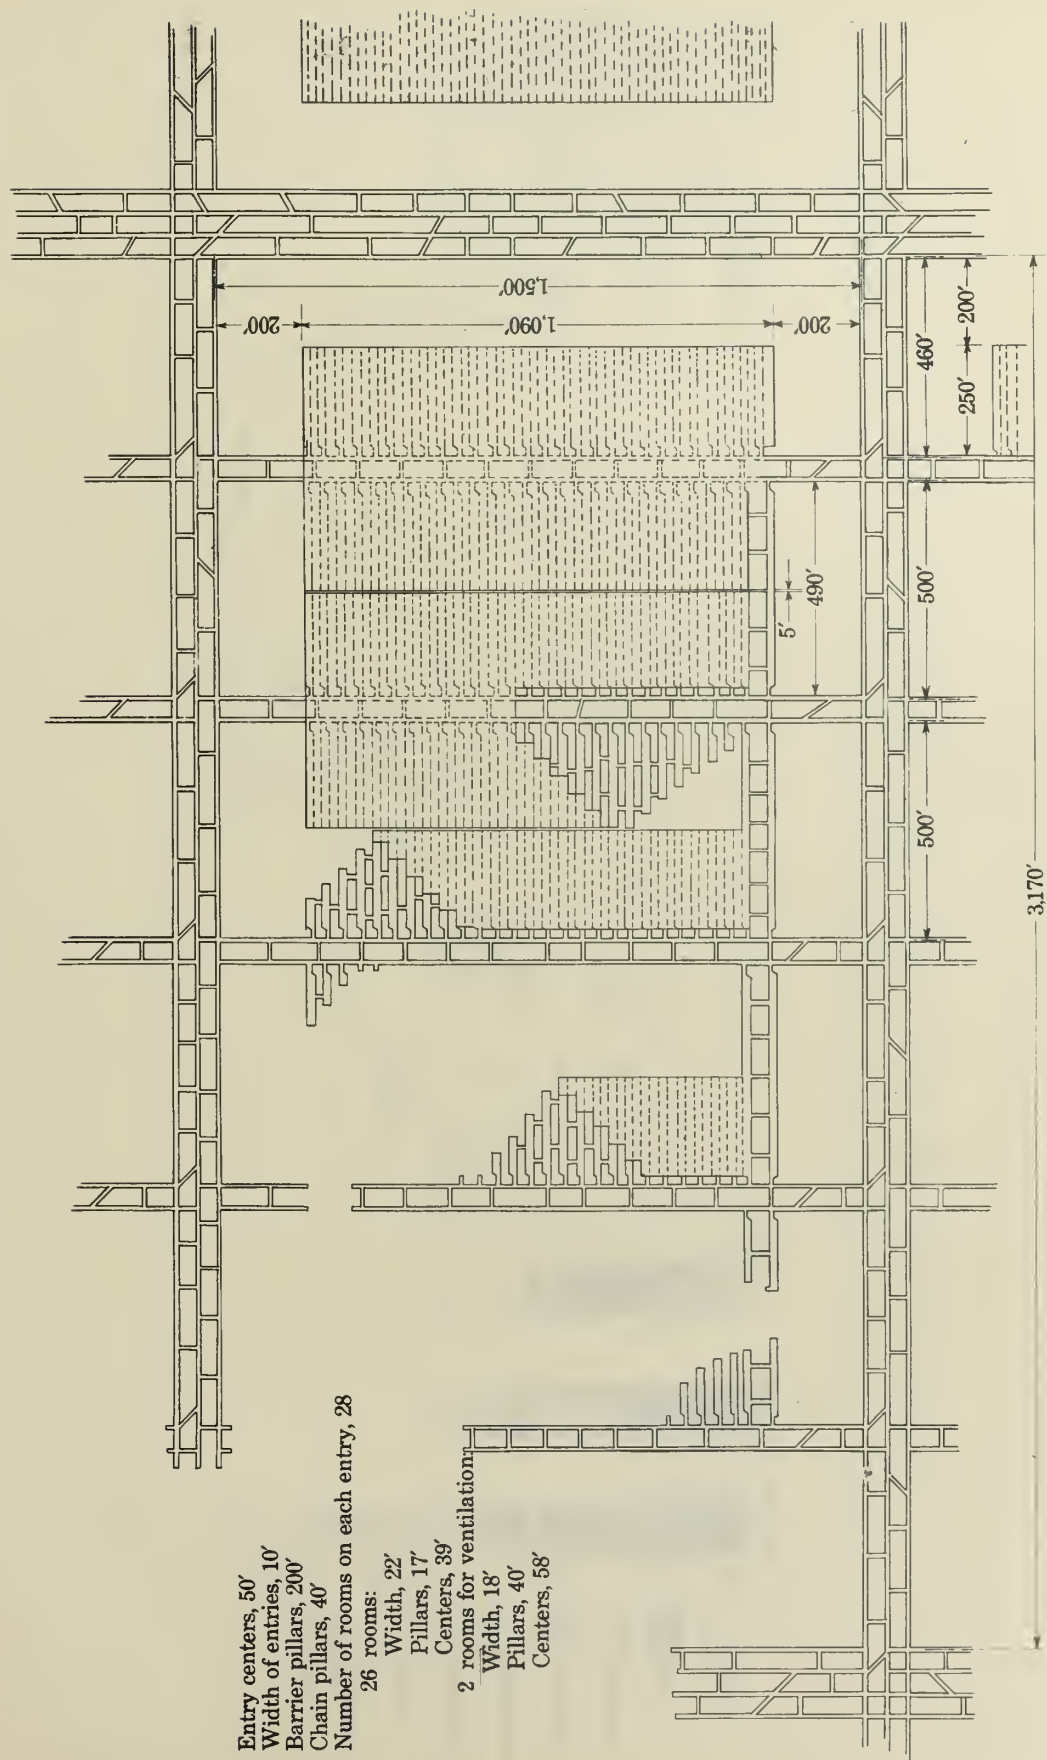 200′
1,090′
200′
1,500′
460′
200′
250′
490′
5′
500′
500′
3,170′
Entry centers, 50′
Width of entries, 10′
Barrier pillars, 200′
Chain pillars, 40′
Number of rooms on each entry, 28
26 rooms:
Width, 22′
Pillars, 17′
Centers, 39′
2 rooms for ventilation:
Width, 18′
Pillars, 40′
Centers, 58′